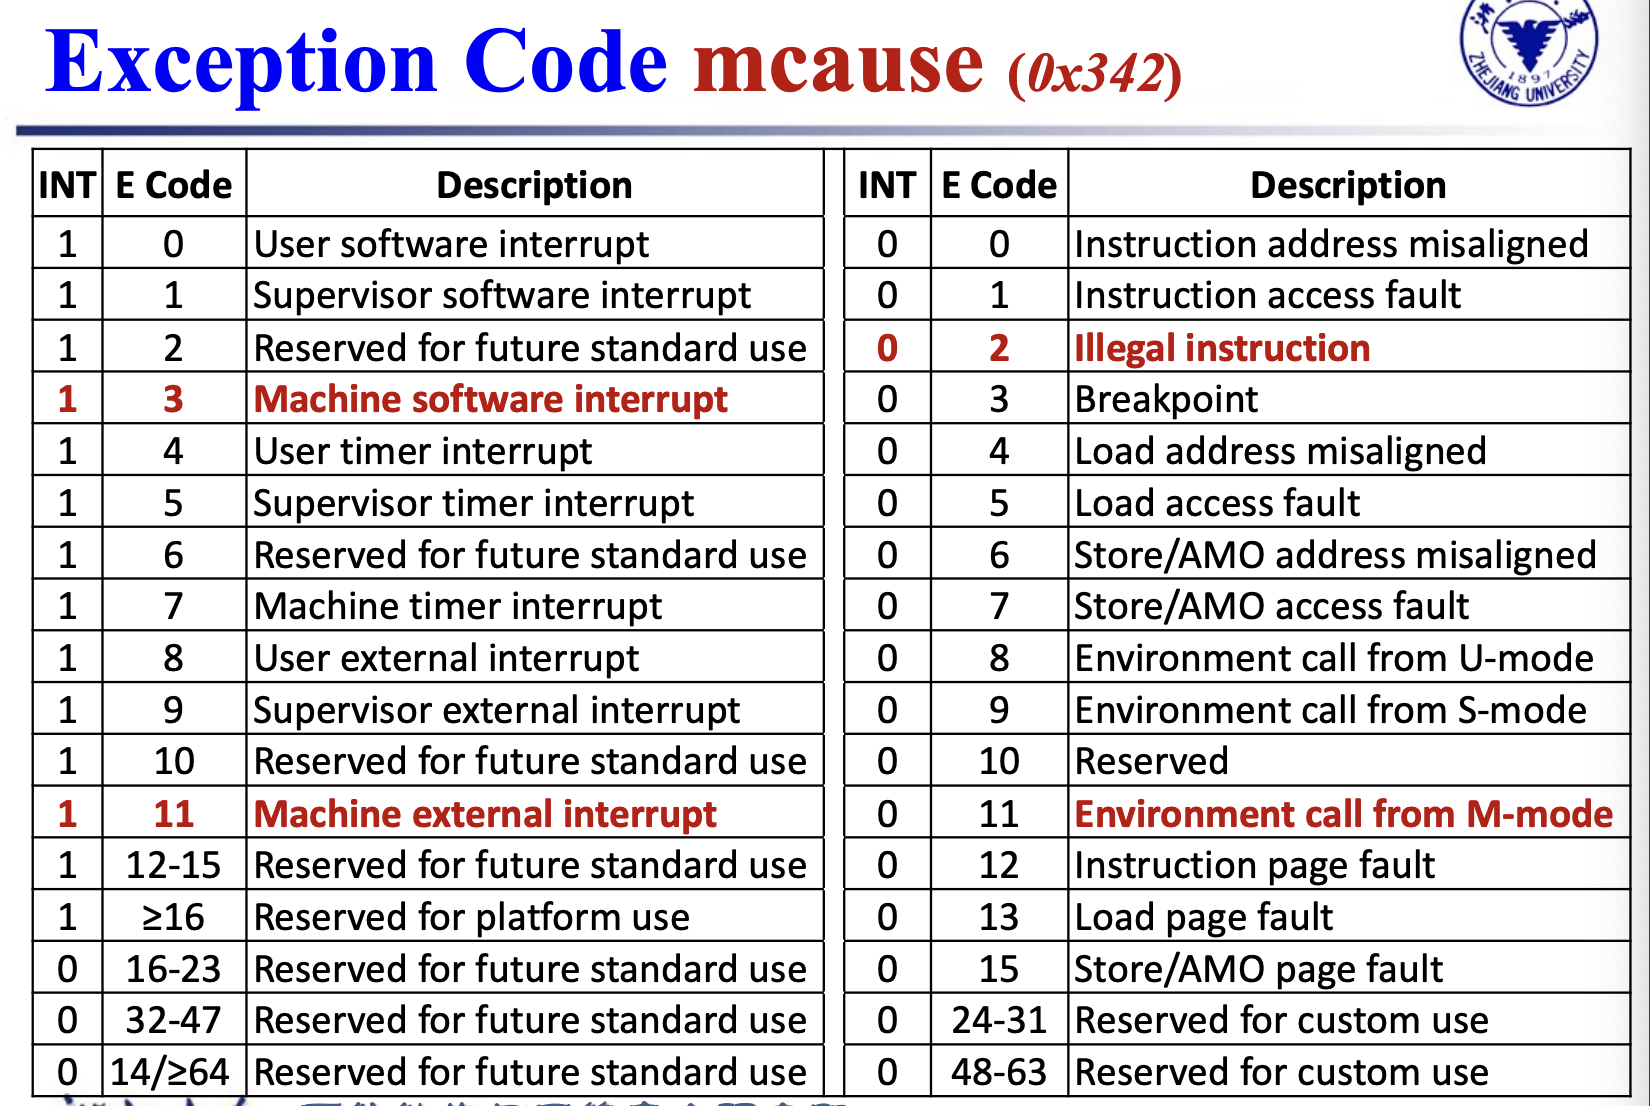 Exception Code mcause (0x342)
ZHEJIANG UNIVERSITY
1897
INT E Code Description INT E Code Description
1 0 User software interrupt 0 0 Instruction address misaligned
1 1 Supervisor software interrupt 0 1 Instruction access fault
1 2 Reserved for future standard use 0 2 Illegal instruction
1 3 Machine software interrupt 0 3 Breakpoint
1 4 User timer interrupt 0 4 Load address misaligned
1 5 Supervisor timer interrupt 0 5 Load access fault
1 6 Reserved for future standard use 0 6 Store/AMO address misaligned
1 7 Machine timer interrupt 0 7 Store/AMO access fault
1 8 User external interrupt 0 8 Environment call from U-mode
1 9 Supervisor external interrupt 0 9 Environment call from S-mode
1 10 Reserved for future standard use 0 10 Reserved
1 11 Machine external interrupt 0 11 Environment call from M-mode
1 12-15 Reserved for future standard use 0 12 Instruction page fault
1 ≥16 Reserved for platform use 0 13 Load page fault
0 16-23 Reserved for future standard use 0 15 Store/AMO page fault
0 32-47 Reserved for future standard use 0 24-31 Reserved for custom use
0 14/≥64 Reserved for future standard use 0 48-63 Reserved for custom use